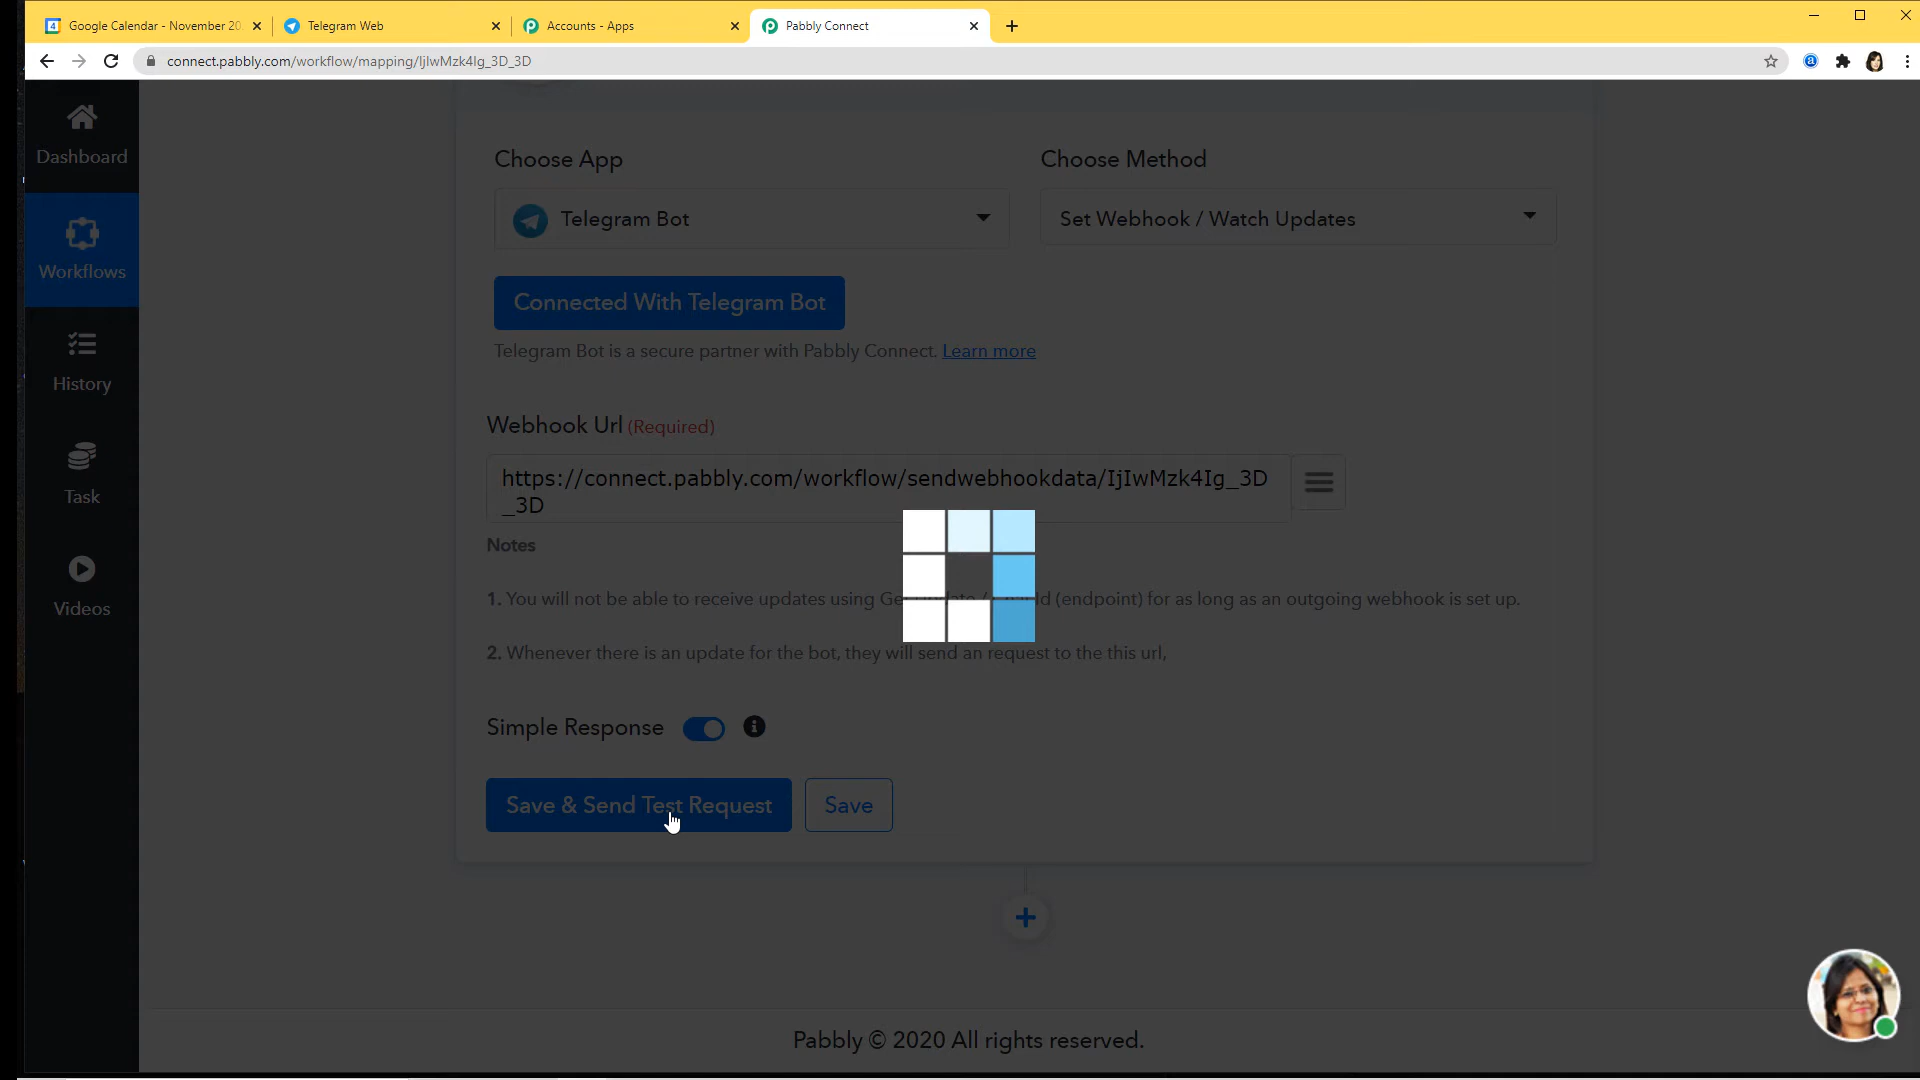 Google Calendar - November 20
Telegram Web
Accounts - Apps
Pabbly Connect
connect.pabbly.com/workflow/mapping/IjIwMzk4Ig_3D_3D
Dashboard
Workflows
History
Task
Videos
Choose App
Choose Method
Telegram Bot
Set Webhook / Watch Updates
Connected With Telegram Bot
Telegram Bot is a secure partner with Pabbly Connect. Learn more
Webhook Url (Required)
https://connect.pabbly.com/workflow/sendwebhookdata/IjIwMzk4Ig_3D
_3D
Notes
1. You will not be able to receive updates using (endpoint) for as long as an outgoing webhook is set up.
2. Whenever there is an update for the bot, they will send an request to the this url,
Simple Response
Save & Send Test Request
Save
Pabbly © 2020 All rights reserved.